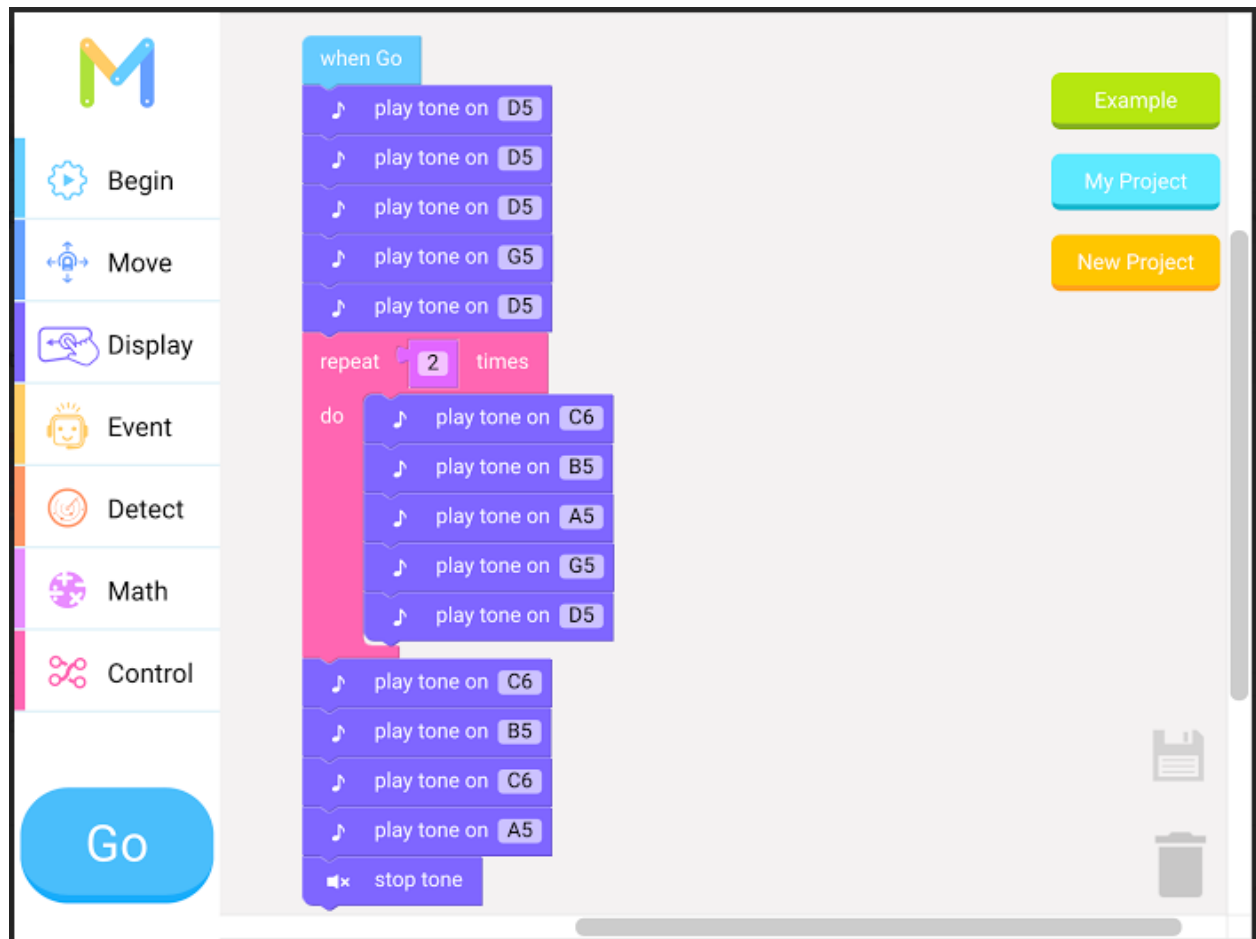 Begin
Move
Display
Event
Detect
Math
Control
Go
when Go
play tone on D5
play tone on D5
play tone on D5
play tone on G5
play tone on D5
repeat 2 times
do
play tone on C6
play tone on B5
play tone on A5
play tone on G5
play tone on D5
play tone on C6
play tone on B5
play tone on C6
play tone on A5
stop tone
Example
My Project
New Project